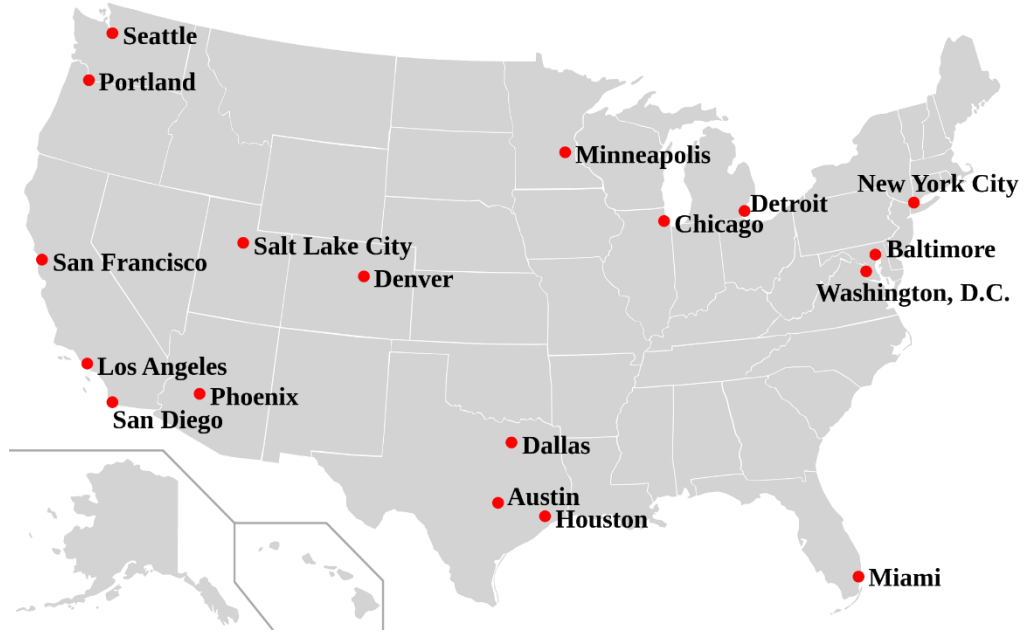 Seattle
Portland
Minneapolis
New York City
Detroit
Chicago
Salt Lake City
Baltimore
San Francisco
Denver
Washington, D.C.
Los Angeles
Phoenix
San Diego
Dallas
Austin
Houston
Miami